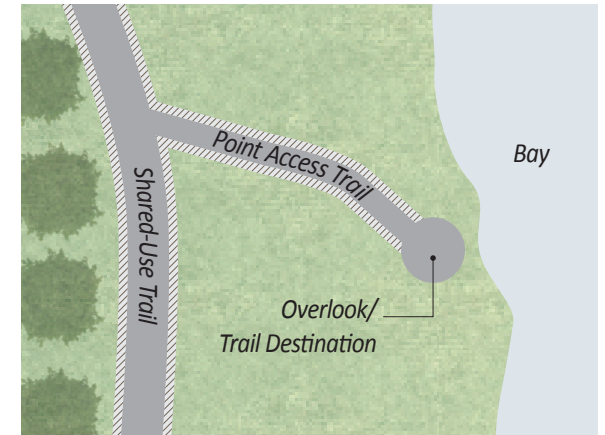 Point Access Trail
Bay
Shared-Use Trail
Overlook/
Trail Destination